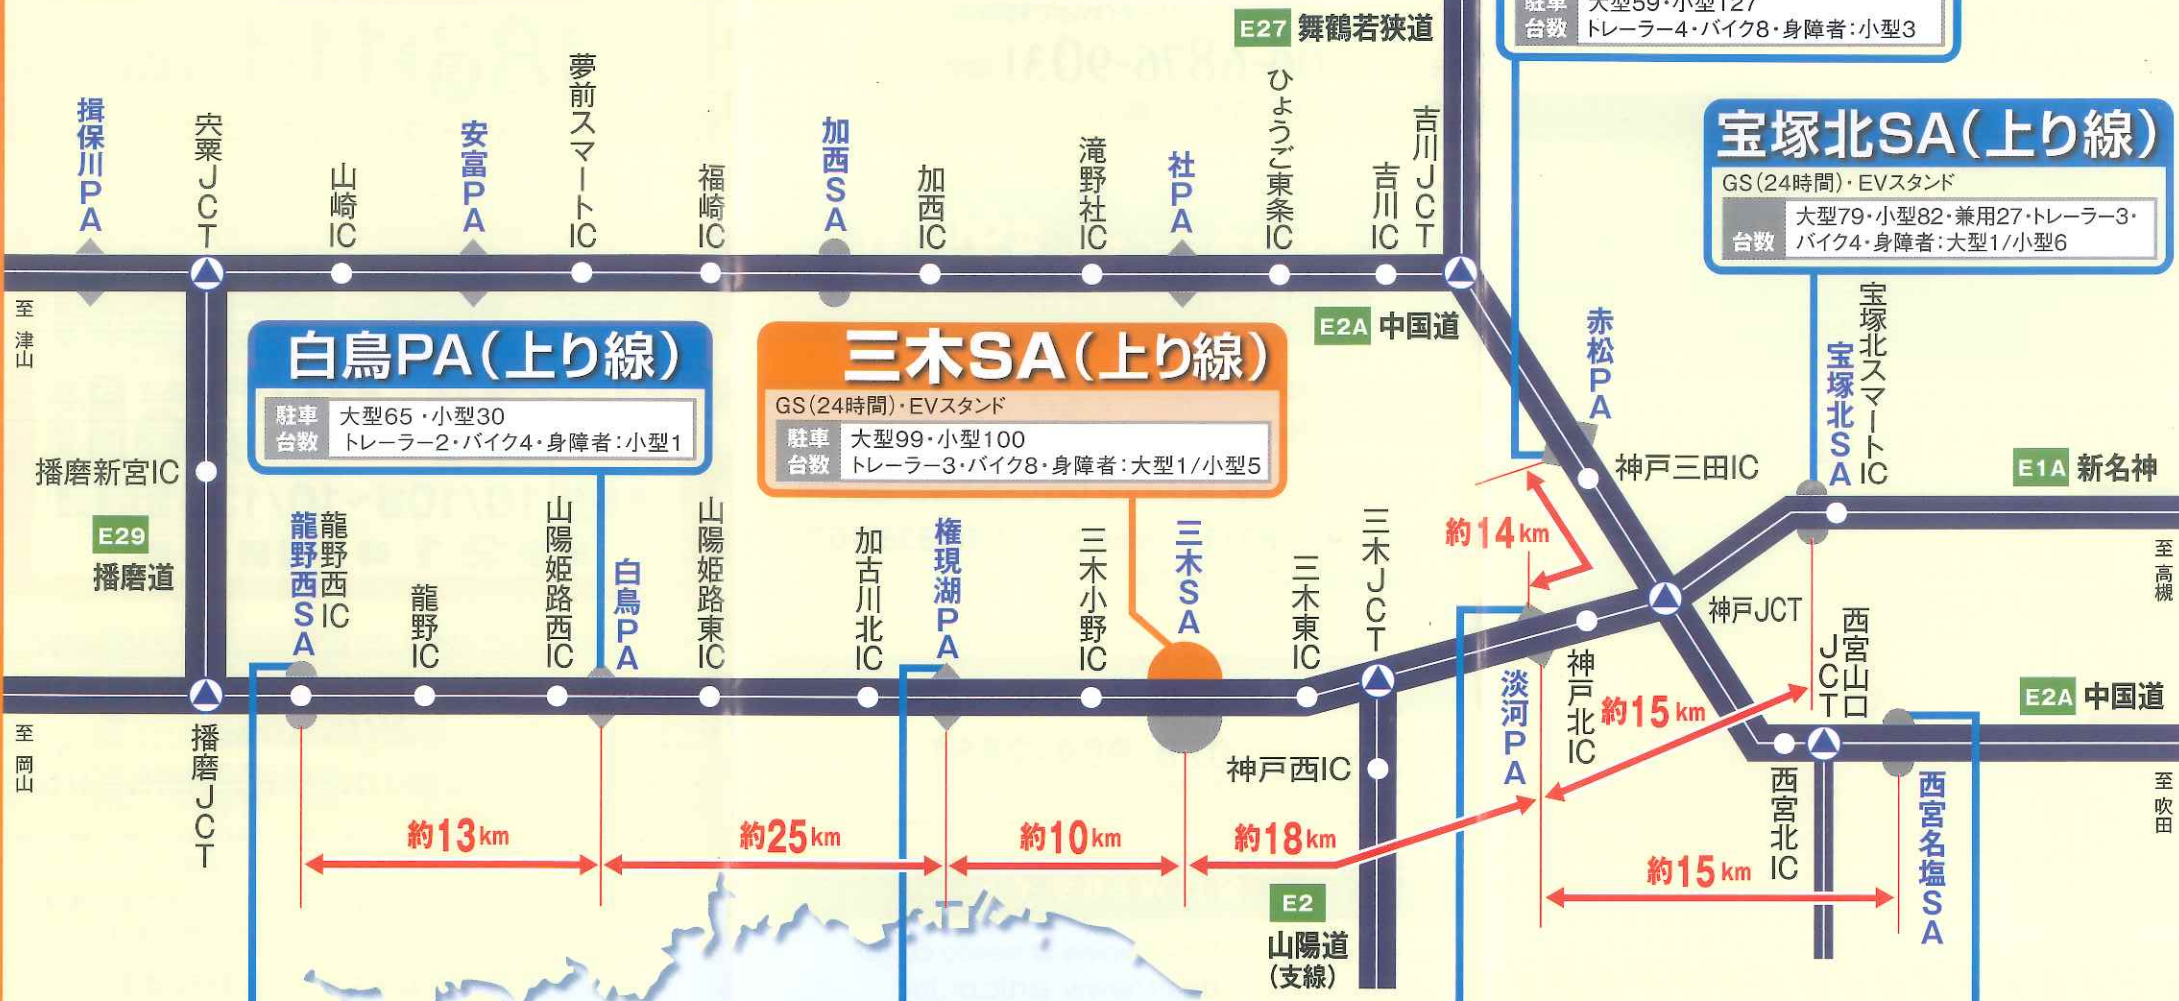 駐車 大型59・小型127
台数 トレーラー4・バイク8・身障者：小型3
E27 舞鶴若狭道
宝塚北SA（上り線）
GS（24時間）・EVスタンド
大型79・小型82・兼用27・トレーラー3・
台数 バイク4・身障者：大型1/小型6
揖保川PA
宍粟JCT
山崎IC
安富PA
夢前スマートIC
福崎IC
加西SA
加西IC
滝野社IC
社PA
ひょうご東条IC
吉川IC
吉川JCT
至 津山
E2A 中国道
白鳥PA（上り線）
駐車 大型65・小型30
台数 トレーラー2・バイク4・身障者：小型1
三木SA（上り線）
GS（24時間）・EVスタンド
駐車 大型99・小型100
台数 トレーラー3・バイク8・身障者：大型1/小型5
赤松PA
宝塚北SA
宝塚北スマートIC
播磨新宮IC
神戸三田IC
E1A 新名神
E29
播磨道
龍野西SA
龍野西IC
龍野IC
山陽姫路西IC
白鳥PA
山陽姫路東IC
加古川北IC
権現湖PA
三木小野IC
三木SA
三木東IC
三木JCT
約14km
至 高槻
神戸JCT
西宮山口JCT
E2A 中国道
至 岡山
播磨JCT
神戸西IC
淡河PA
神戸北IC
約15km
西宮北IC
西宮名塩SA
至 吹田
約13km
約25km
約10km
約18km
約15km
E2
山陽道
（支線）